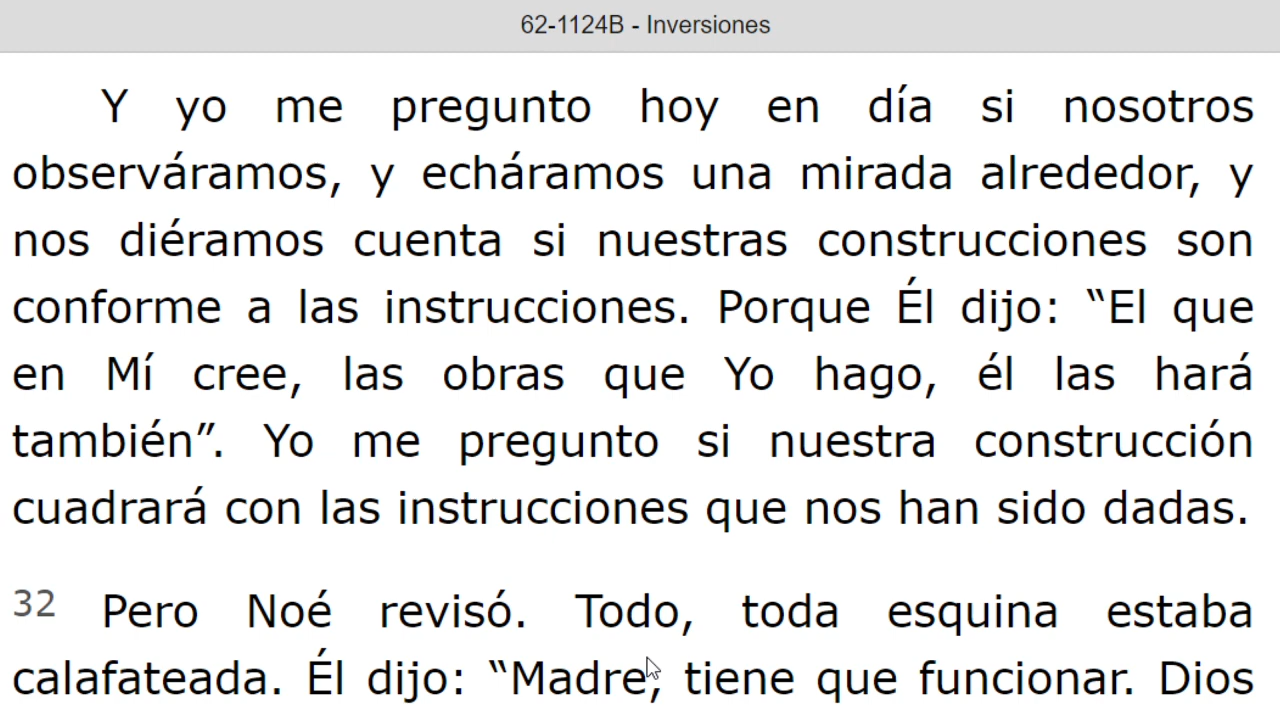 62-1124B - Inversiones
Y yo me pregunto hoy en día si nosotros
observáramos, y echáramos una mirada alrededor, y
nos diéramos cuenta si nuestras construcciones son
conforme a las instrucciones. Porque Él dijo: “El que
en Mí cree, las obras que Yo hago, él las hará
también”. Yo me pregunto si nuestra construcción
cuadrará con las instrucciones que nos han sido dadas.
32 Pero Noé revisó. Todo, toda esquina estaba
calafateada. Él dijo: “Madre, tiene que funcionar. Dios